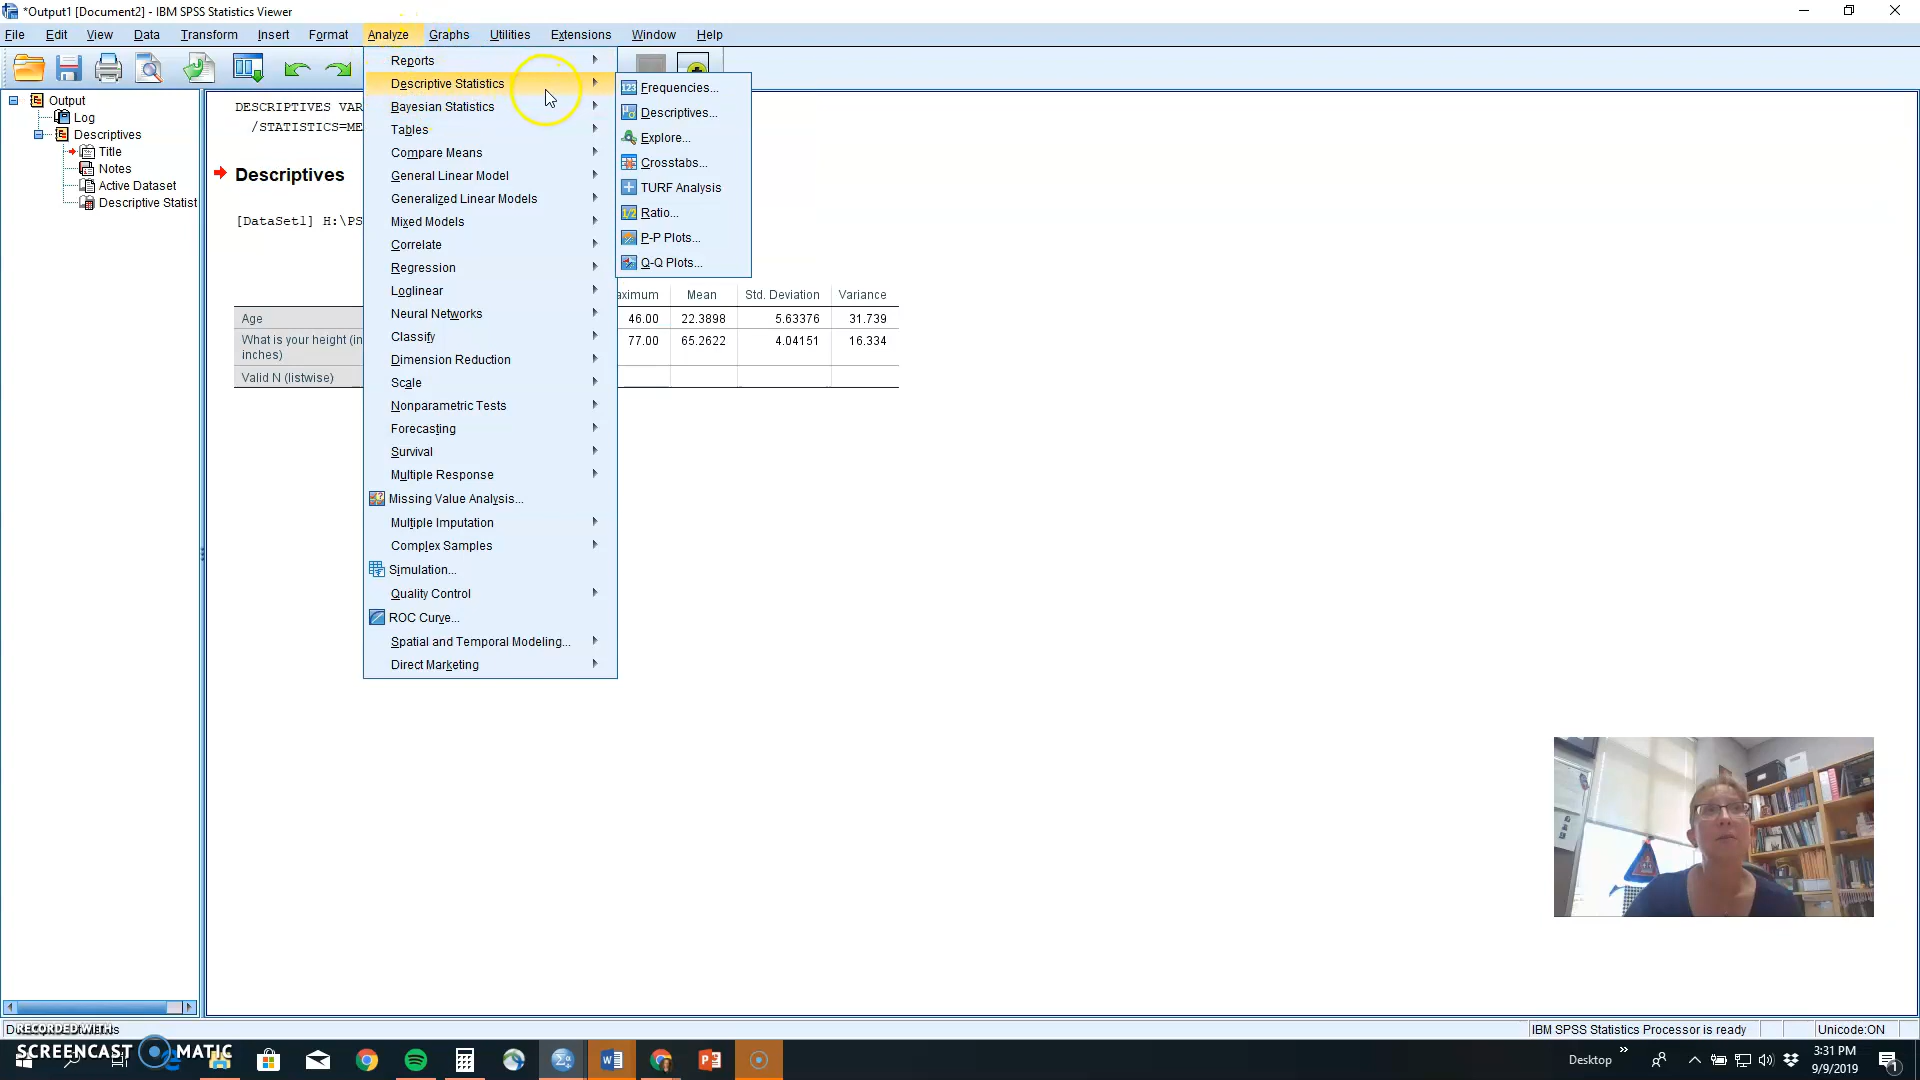 *Output1 [Document2] - IBM SPSS Statistics Viewer
File Edit View Data Transform Insert Format Analyze Graphs Utilities Extensions Window Help
Output
Log
Descriptives
Title
Notes
Active Dataset
Descriptive Statist
DESCRIPTIVES VAR
/STATISTICS=ME
Descriptives
[DataSet1] H:\PS
Reports
Descriptive Statistics
Bayesian Statistics
Tables
Compare Means
General Linear Model
Generalized Linear Models
Mixed Models
Correlate
Regression
Loglinear
Neural Networks
Classify
Dimension Reduction
Scale
Nonparametric Tests
Forecasting
Survival
Multiple Response
Missing Value Analysis...
Multiple Imputation
Complex Samples
Simulation...
Quality Control
ROC Curve...
Spatial and Temporal Modeling...
Direct Marketing
Frequencies...
Descriptives...
Explore...
Crosstabs...
TURF Analysis
Ratio...
P-P Plots...
Q-Q Plots...
aximum Mean Std. Deviation Variance
Age 46.00 22.3898 5.63376 31.739
What is your height (in 77.00 65.2622 4.04151 16.334
inches)
Valid N (listwise)
IBM SPSS Statistics Processor is ready Unicode:ON
RECORDED WITH
SCREENCAST MATIC
Desktop
3:31 PM
9/9/2019